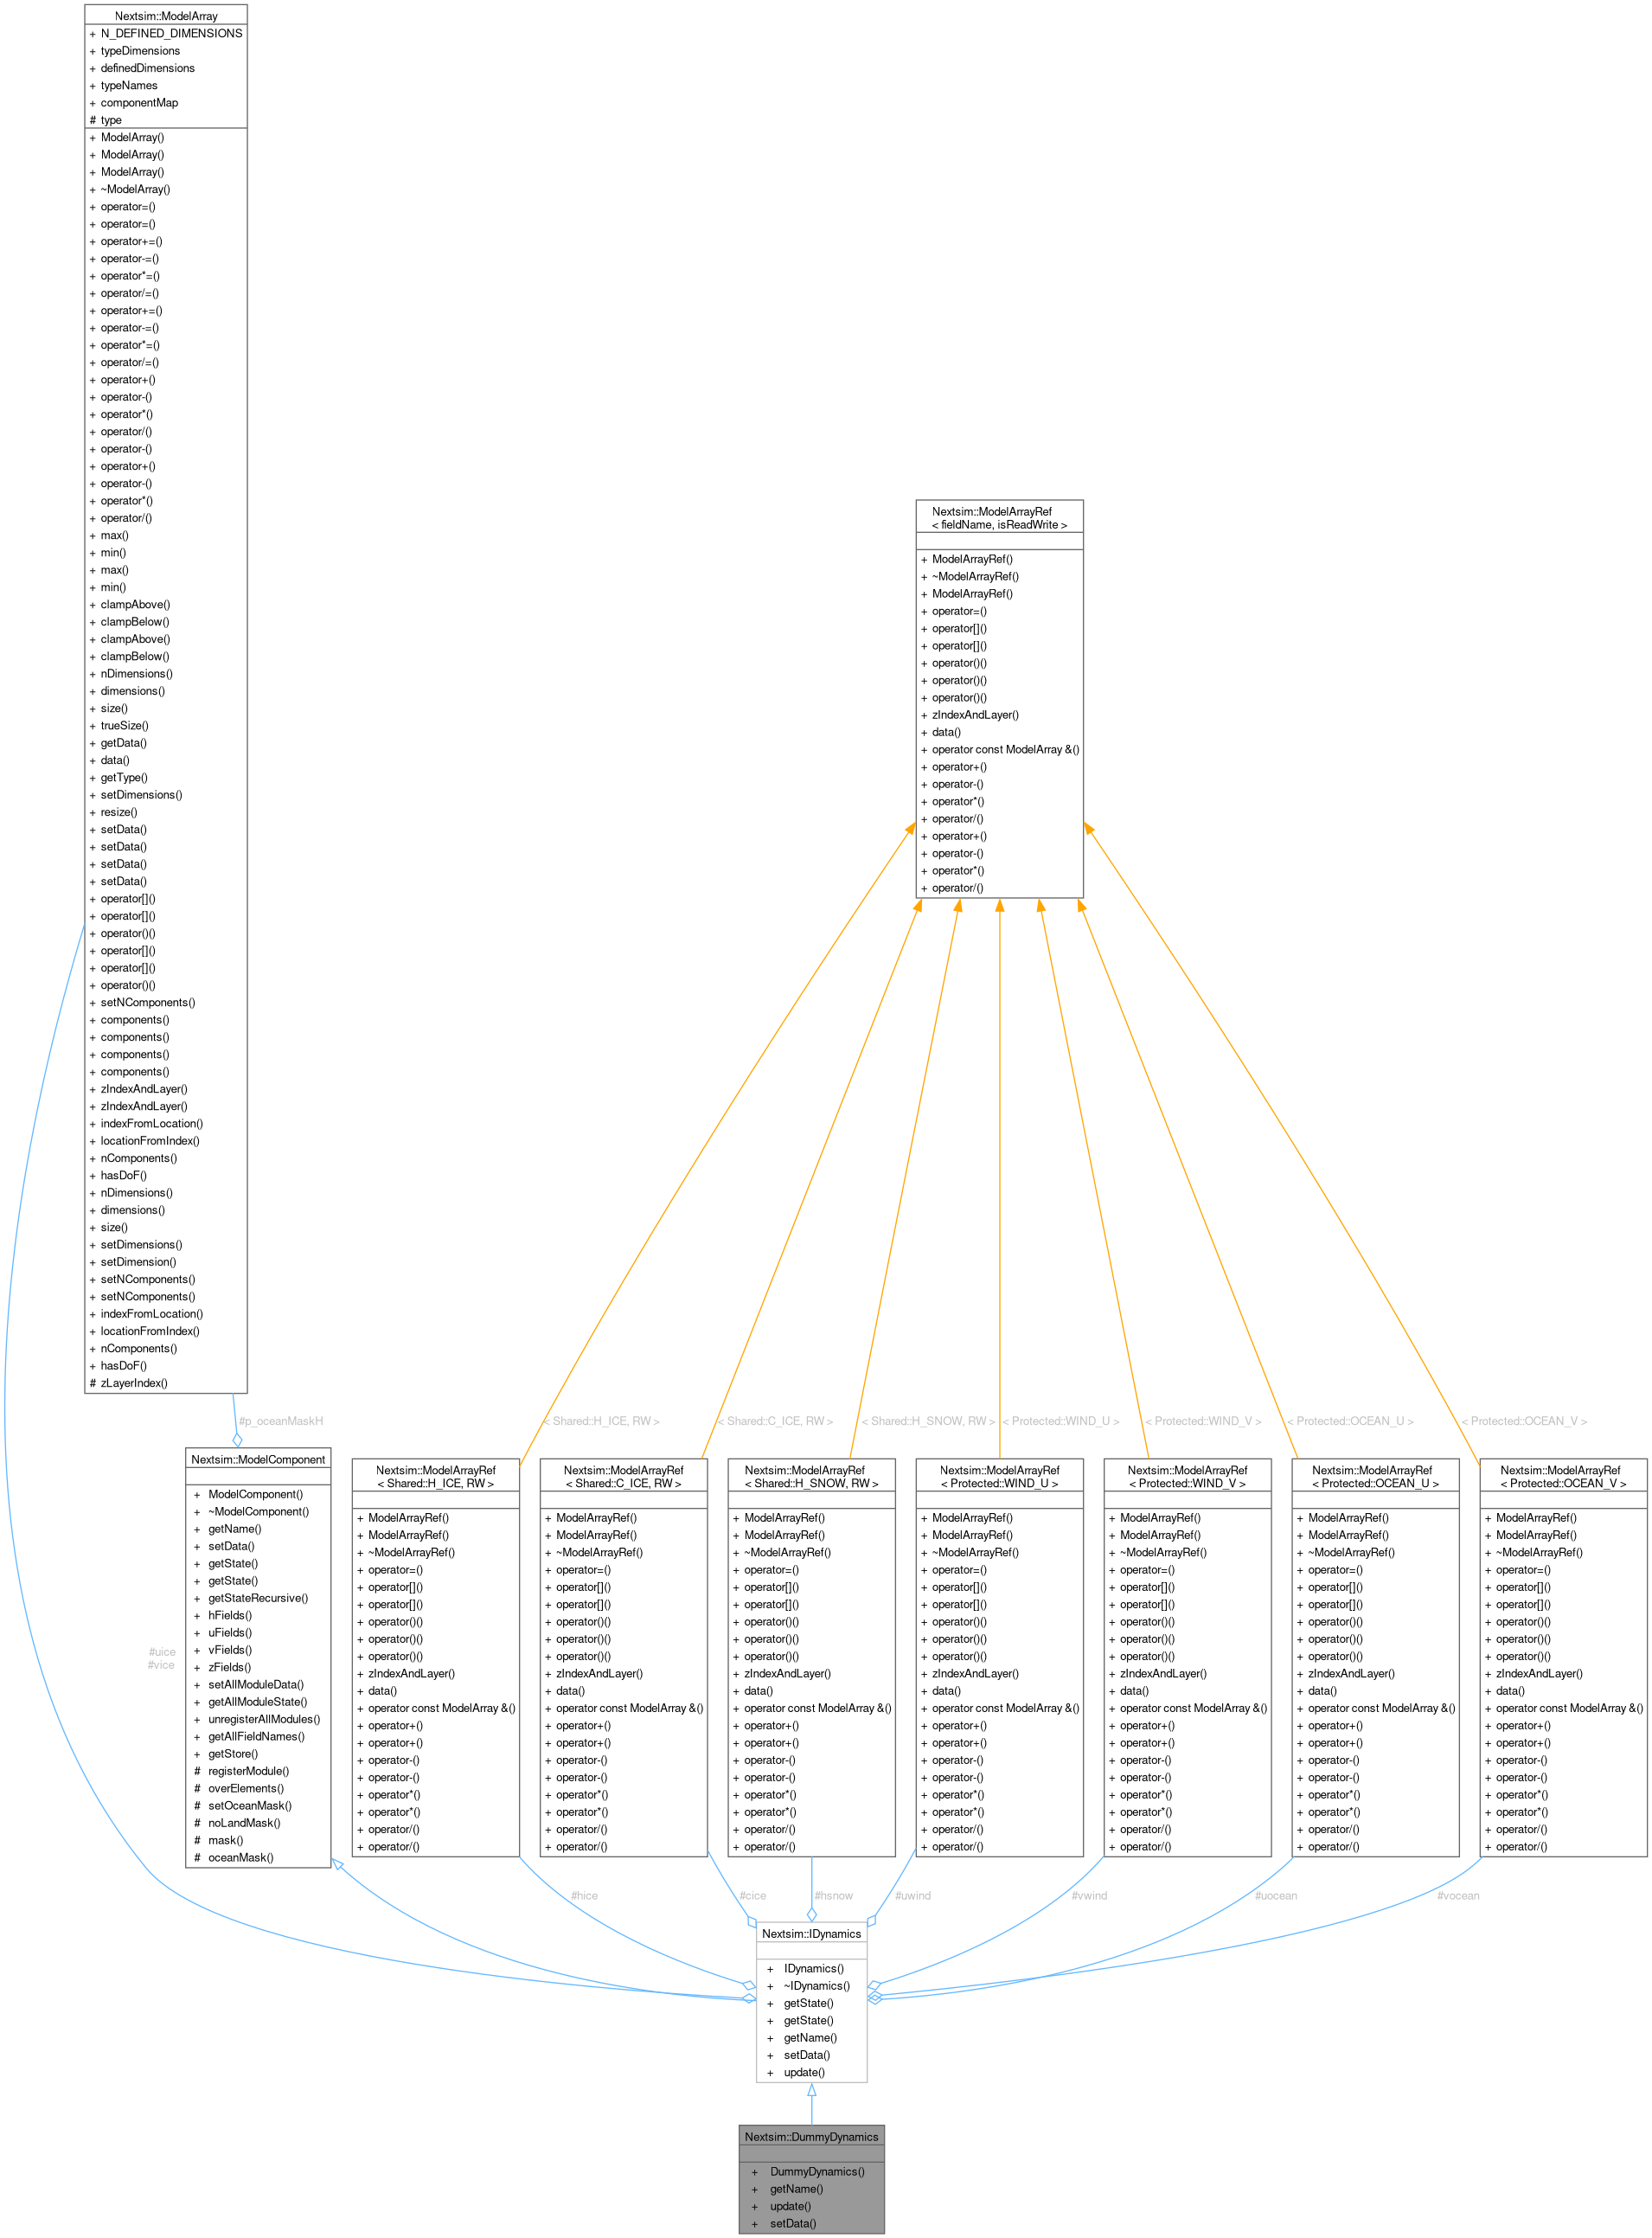 Nextsim::ModelArray
+ N_DEFINED_DIMENSIONS
+ typeDimensions
+ definedDimensions
+ typeNames
+ componentMap
# type
+ ModelArray()
+ ModelArray()
+ ModelArray()
+ ~ModelArray()
+ operator=()
+ operator=()
+ operator+=()
+ operator-=()
+ operator*=()
+ operator/=()
+ operator+=()
+ operator-=()
+ operator*=()
+ operator/=()
+ operator+()
+ operator-()
+ operator*()
+ operator/()
+ operator-()
+ operator+()
+ operator-()
+ operator*()
+ operator/()
+ max()
+ min()
+ max()
+ min()
+ clampAbove()
+ clampBelow()
+ clampAbove()
+ clampBelow()
+ nDimensions()
+ dimensions()
+ size()
+ trueSize()
+ getData()
+ data()
+ getType()
+ setDimensions()
+ resize()
+ setData()
+ setData()
+ setData()
+ setData()
+ operator[]()
+ operator[]()
+ operator()()
+ operator[]()
+ operator[]()
+ operator()()
+ setNComponents()
+ components()
+ components()
+ components()
+ components()
+ zIndexAndLayer()
+ zIndexAndLayer()
+ indexFromLocation()
+ locationFromIndex()
+ nComponents()
+ hasDoF()
+ nDimensions()
+ dimensions()
+ size()
+ setDimensions()
+ setDimension()
+ setNComponents()
+ setNComponents()
+ indexFromLocation()
+ locationFromIndex()
+ nComponents()
+ hasDoF()
# zLayerIndex()
Nextsim::ModelArrayRef
< fieldName, isReadWrite >
+ ModelArrayRef()
+ ~ModelArrayRef()
+ ModelArrayRef()
+ operator=()
+ operator[]()
+ operator[]()
+ operator()()
+ operator()()
+ operator()()
+ zIndexAndLayer()
+ data()
+ operator const ModelArray &()
+ operator+()
+ operator-()
+ operator*()
+ operator/()
+ operator+()
+ operator-()
+ operator*()
+ operator/()
#p_oceanMaskH
< Shared::H_ICE, RW >
< Shared::C_ICE, RW >
< Shared::H_SNOW, RW >
< Protected::WIND_U >
< Protected::WIND_V >
< Protected::OCEAN_U >
< Protected::OCEAN_V >
#uice
#vice
Nextsim::ModelComponent
+ ModelComponent()
+ ~ModelComponent()
+ getName()
+ setData()
+ getState()
+ getState()
+ getStateRecursive()
+ hFields()
+ uFields()
+ vFields()
+ zFields()
+ setAllModuleData()
+ getAllModuleState()
+ unregisterAllModules()
+ getAllFieldNames()
+ getStore()
# registerModule()
# overElements()
# setOceanMask()
# noLandMask()
# mask()
# oceanMask()
Nextsim::ModelArrayRef
< Shared::H_ICE, RW >
+ ModelArrayRef()
+ ModelArrayRef()
+ ~ModelArrayRef()
+ operator=()
+ operator[]()
+ operator[]()
+ operator()()
+ operator()()
+ operator()()
+ zIndexAndLayer()
+ data()
+ operator const ModelArray &()
+ operator+()
+ operator+()
+ operator-()
+ operator-()
+ operator*()
+ operator*()
+ operator/()
+ operator/()
Nextsim::ModelArrayRef
< Shared::C_ICE, RW >
+ ModelArrayRef()
+ ModelArrayRef()
+ ~ModelArrayRef()
+ operator=()
+ operator[]()
+ operator[]()
+ operator()()
+ operator()()
+ operator()()
+ zIndexAndLayer()
+ data()
+ operator const ModelArray &()
+ operator+()
+ operator+()
+ operator-()
+ operator-()
+ operator*()
+ operator*()
+ operator/()
+ operator/()
Nextsim::ModelArrayRef
< Shared::H_SNOW, RW >
+ ModelArrayRef()
+ ModelArrayRef()
+ ~ModelArrayRef()
+ operator=()
+ operator[]()
+ operator[]()
+ operator()()
+ operator()()
+ operator()()
+ zIndexAndLayer()
+ data()
+ operator const ModelArray &()
+ operator+()
+ operator+()
+ operator-()
+ operator-()
+ operator*()
+ operator*()
+ operator/()
+ operator/()
Nextsim::ModelArrayRef
< Protected::WIND_U >
+ ModelArrayRef()
+ ModelArrayRef()
+ ~ModelArrayRef()
+ operator=()
+ operator[]()
+ operator[]()
+ operator()()
+ operator()()
+ operator()()
+ zIndexAndLayer()
+ data()
+ operator const ModelArray &()
+ operator+()
+ operator+()
+ operator-()
+ operator-()
+ operator*()
+ operator*()
+ operator/()
+ operator/()
Nextsim::ModelArrayRef
< Protected::WIND_V >
+ ModelArrayRef()
+ ModelArrayRef()
+ ~ModelArrayRef()
+ operator=()
+ operator[]()
+ operator[]()
+ operator()()
+ operator()()
+ operator()()
+ zIndexAndLayer()
+ data()
+ operator const ModelArray &()
+ operator+()
+ operator+()
+ operator-()
+ operator-()
+ operator*()
+ operator*()
+ operator/()
+ operator/()
Nextsim::ModelArrayRef
< Protected::OCEAN_U >
+ ModelArrayRef()
+ ModelArrayRef()
+ ~ModelArrayRef()
+ operator=()
+ operator[]()
+ operator[]()
+ operator()()
+ operator()()
+ operator()()
+ zIndexAndLayer()
+ data()
+ operator const ModelArray &()
+ operator+()
+ operator+()
+ operator-()
+ operator-()
+ operator*()
+ operator*()
+ operator/()
+ operator/()
Nextsim::ModelArrayRef
< Protected::OCEAN_V >
+ ModelArrayRef()
+ ModelArrayRef()
+ ~ModelArrayRef()
+ operator=()
+ operator[]()
+ operator[]()
+ operator()()
+ operator()()
+ operator()()
+ zIndexAndLayer()
+ data()
+ operator const ModelArray &()
+ operator+()
+ operator+()
+ operator-()
+ operator-()
+ operator*()
+ operator*()
+ operator/()
+ operator/()
#hice
#cice
#hsnow
#uwind
#vwind
#uocean
#vocean
Nextsim::IDynamics
+ IDynamics()
+ ~IDynamics()
+ getState()
+ getState()
+ getName()
+ setData()
+ update()
Nextsim::DummyDynamics
+ DummyDynamics()
+ getName()
+ update()
+ setData()